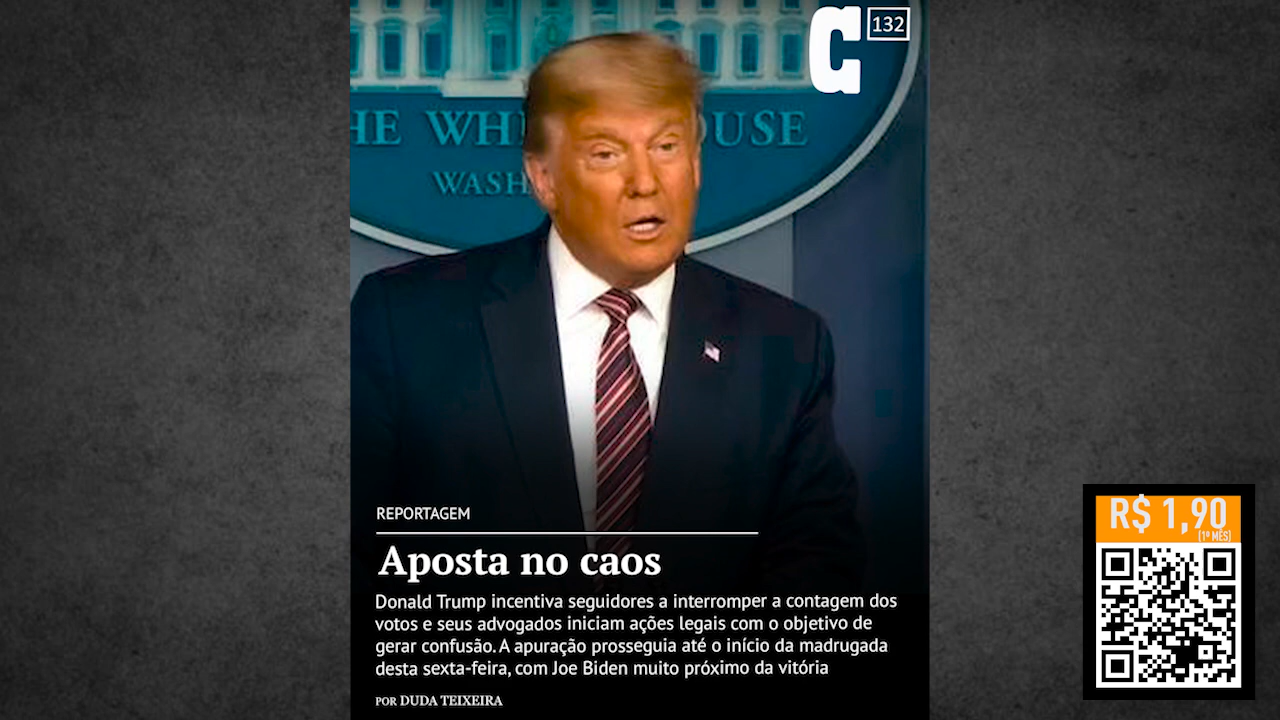 C 132
HE WH OUSE
WASH
REPORTAGEM
Aposta no caos
Donald Trump incentiva seguidores a interromper a contagem dos
votos e seus advogados iniciam ações legais com o objetivo de
gerar confusão. A apuração prosseguia até o início da madrugada
desta sexta-feira, com Joe Biden muito próximo da vitória
POR DUDA TEIXEIRA
R$ 1,90
(1º MÊS)